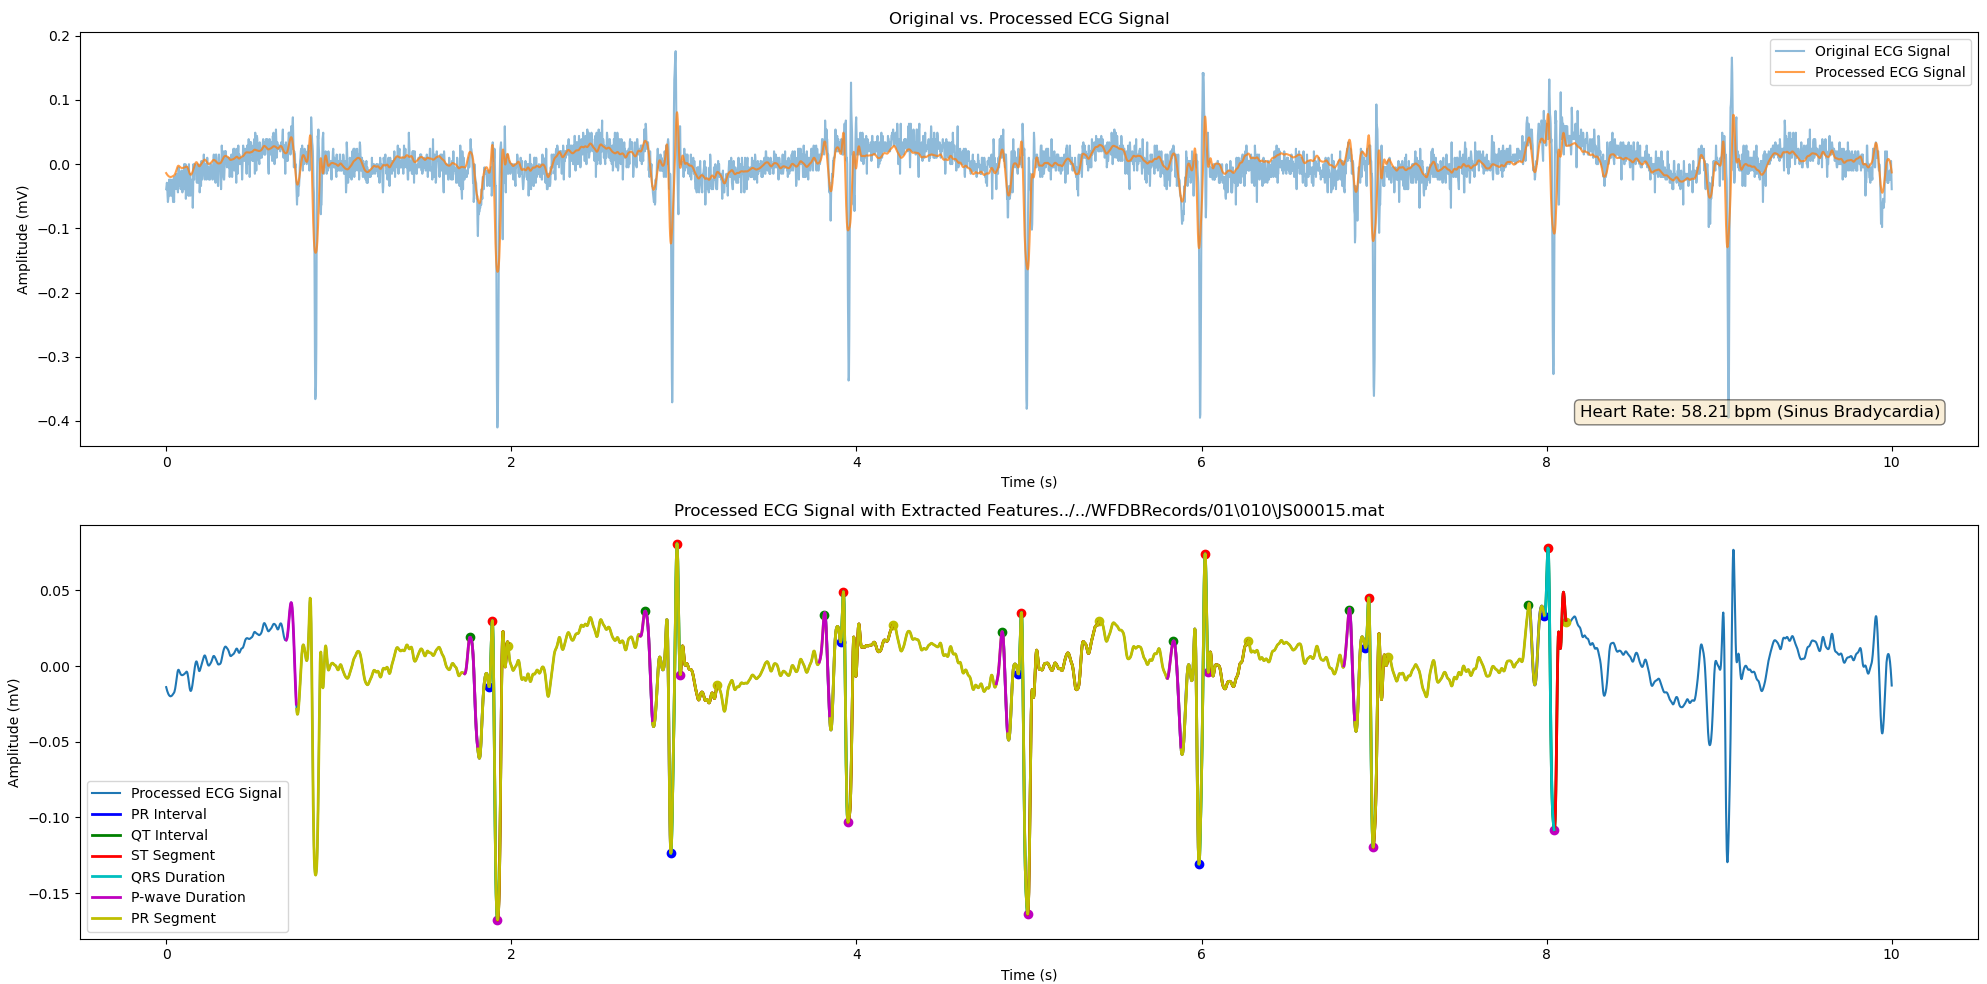 Original vs. Processed ECG Signal
Original ECG Signal
Processed ECG Signal
Amplitude (mV)
0.2
0.1
0.0
−0.1
−0.2
−0.3
−0.4
Heart Rate: 58.21 bpm (Sinus Bradycardia)
0 2 4 6 8 10
Time (s)
Processed ECG Signal with Extracted Features../../WFDBRecords/01\010\JS00015.mat
Amplitude (mV)
0.05
0.00
−0.05
−0.10
−0.15
Processed ECG Signal
PR Interval
QT Interval
ST Segment
QRS Duration
P-wave Duration
PR Segment
0 2 4 6 8 10
Time (s)